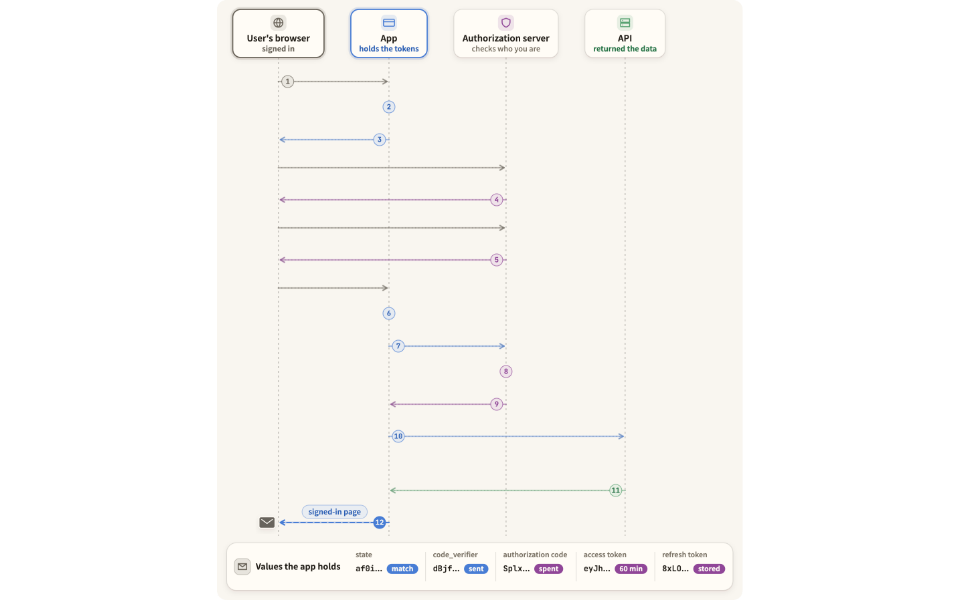 User's browser
signed in
App
holds the tokens
Authorization server
checks who you are
API
returned the data
1
2
3
4
5
6
7
8
9
10
11
signed-in page
12
Values the app holds
state
af0i... match
code_verifier
dBjf... sent
authorization code
Splx... spent
access token
eyJh... 60 min
refresh token
8xLO... stored